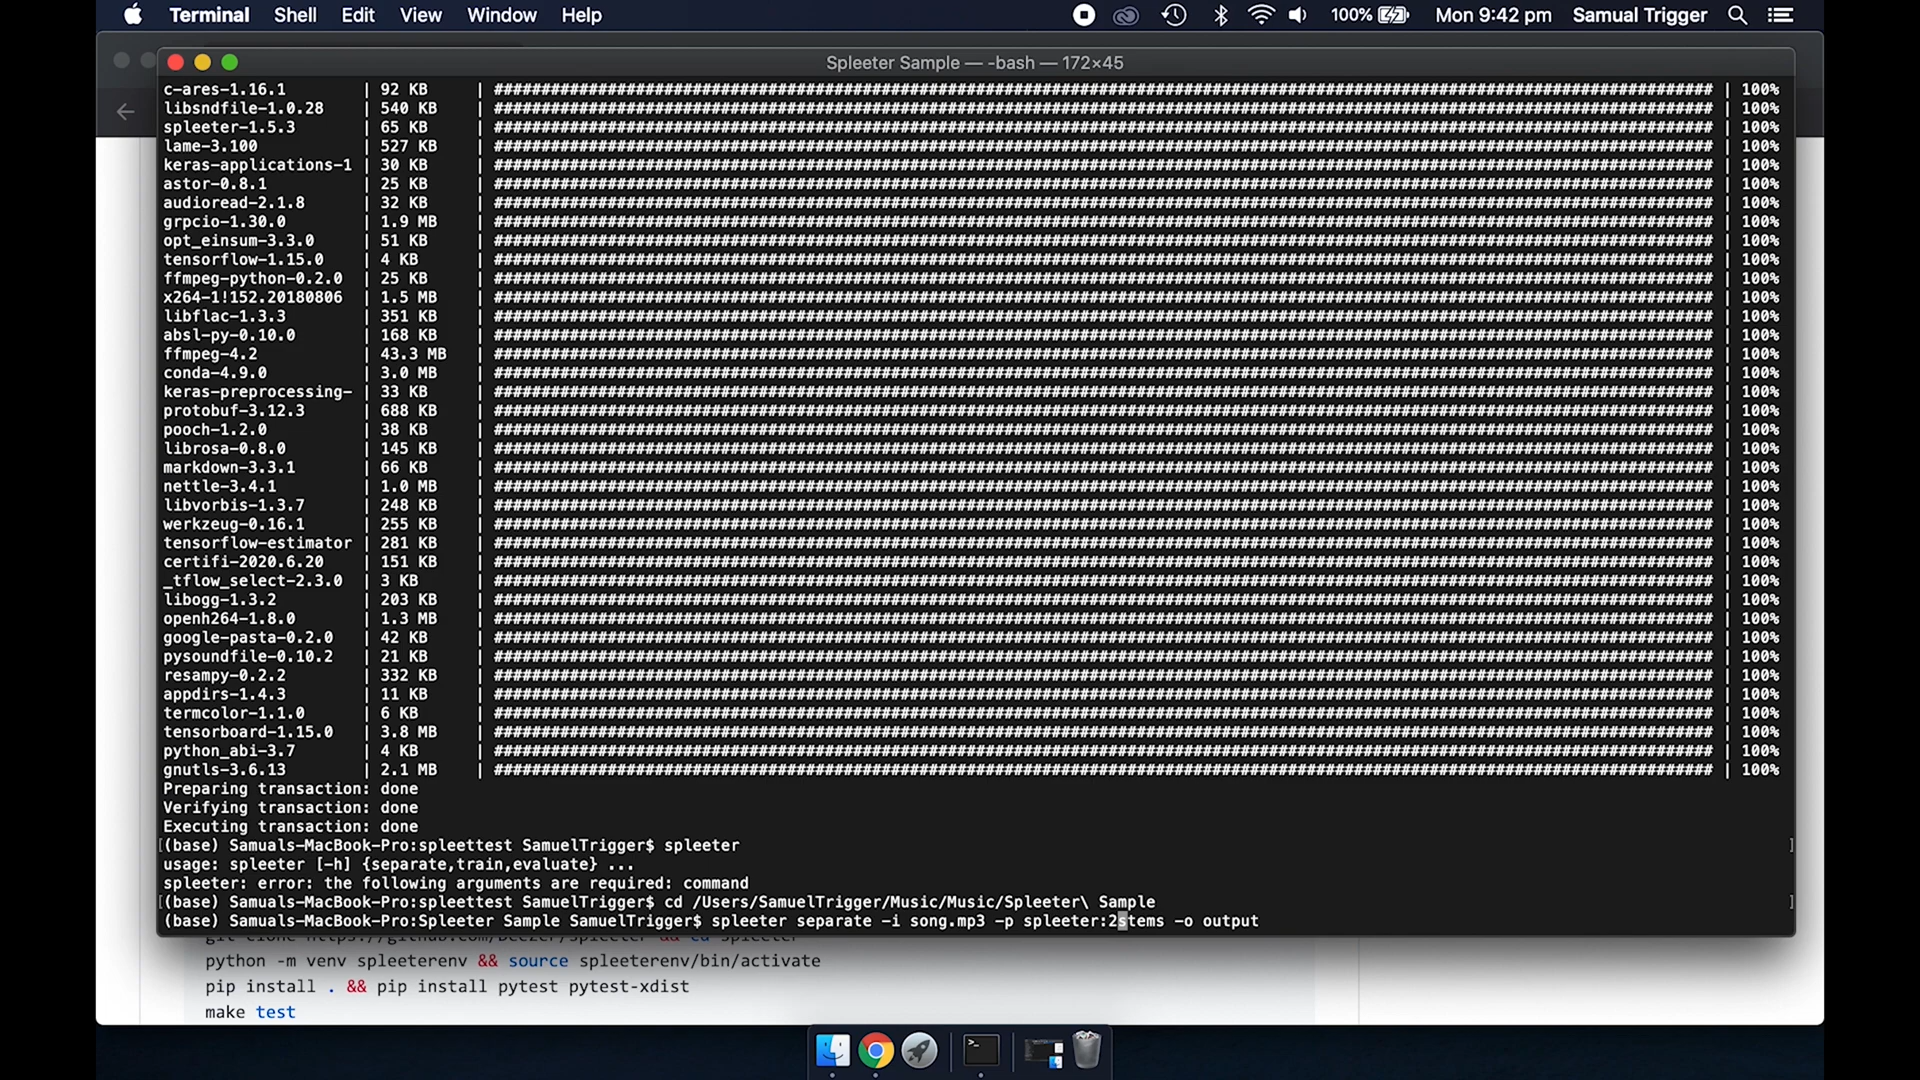 Terminal Shell Edit View Window Help 100% Mon 9:42 pm Samual Trigger
Spleeter Sample — -bash — 172×45
c-ares-1.16.1 | 92 KB | 100%
libsndfile-1.0.28 | 540 KB | 100%
spleeter-1.5.3 | 65 KB | 100%
lame-3.100 | 527 KB | 100%
keras-applications-1 | 30 KB | 100%
astor-0.8.1 | 25 KB | 100%
audioread-2.1.8 | 32 KB | 100%
grpcio-1.30.0 | 1.9 MB | 100%
opt_einsum-3.3.0 | 51 KB | 100%
tensorflow-1.15.0 | 4 KB | 100%
ffmpeg-python-0.2.0 | 25 KB | 100%
x264-1!152.20180806 | 1.5 MB | 100%
libflac-1.3.3 | 351 KB | 100%
absl-py-0.10.0 | 168 KB | 100%
ffmpeg-4.2 | 43.3 MB | 100%
conda-4.9.0 | 3.0 MB | 100%
keras-preprocessing- | 33 KB | 100%
protobuf-3.12.3 | 688 KB | 100%
pooch-1.2.0 | 38 KB | 100%
librosa-0.8.0 | 145 KB | 100%
markdown-3.3.1 | 66 KB | 100%
nettle-3.4.1 | 1.0 MB | 100%
libvorbis-1.3.7 | 248 KB | 100%
werkzeug-0.16.1 | 255 KB | 100%
tensorflow-estimator | 281 KB | 100%
certifi-2020.6.20 | 151 KB | 100%
_tflow_select-2.3.0 | 3 KB | 100%
libogg-1.3.2 | 203 KB | 100%
openh264-1.8.0 | 1.3 MB | 100%
google-pasta-0.2.0 | 42 KB | 100%
pysoundfile-0.10.2 | 21 KB | 100%
resampy-0.2.2 | 332 KB | 100%
appdirs-1.4.3 | 11 KB | 100%
termcolor-1.1.0 | 6 KB | 100%
tensorboard-1.15.0 | 3.8 MB | 100%
python_abi-3.7 | 4 KB | 100%
gnutls-3.6.13 | 2.1 MB | 100%
Preparing transaction: done
Verifying transaction: done
Executing transaction: done
[(base) Samuals-MacBook-Pro:spleettest SamuelTrigger$ spleeter ]
usage: spleeter [-h] {separate,train,evaluate} ...
spleeter: error: the following arguments are required: command
[(base) Samuals-MacBook-Pro:spleettest SamuelTrigger$ cd /Users/SamuelTrigger/Music/Music/Spleeter\ Sample ]
(base) Samuals-MacBook-Pro:Spleeter Sample SamuelTrigger$ spleeter separate -i song.mp3 -p spleeter:2stems -o output
git clone https://github.com/Deezer/spleeter && cd spleeter
python -m venv spleeterenv && source spleeterenv/bin/activate
pip install . && pip install pytest pytest-xdist
make test